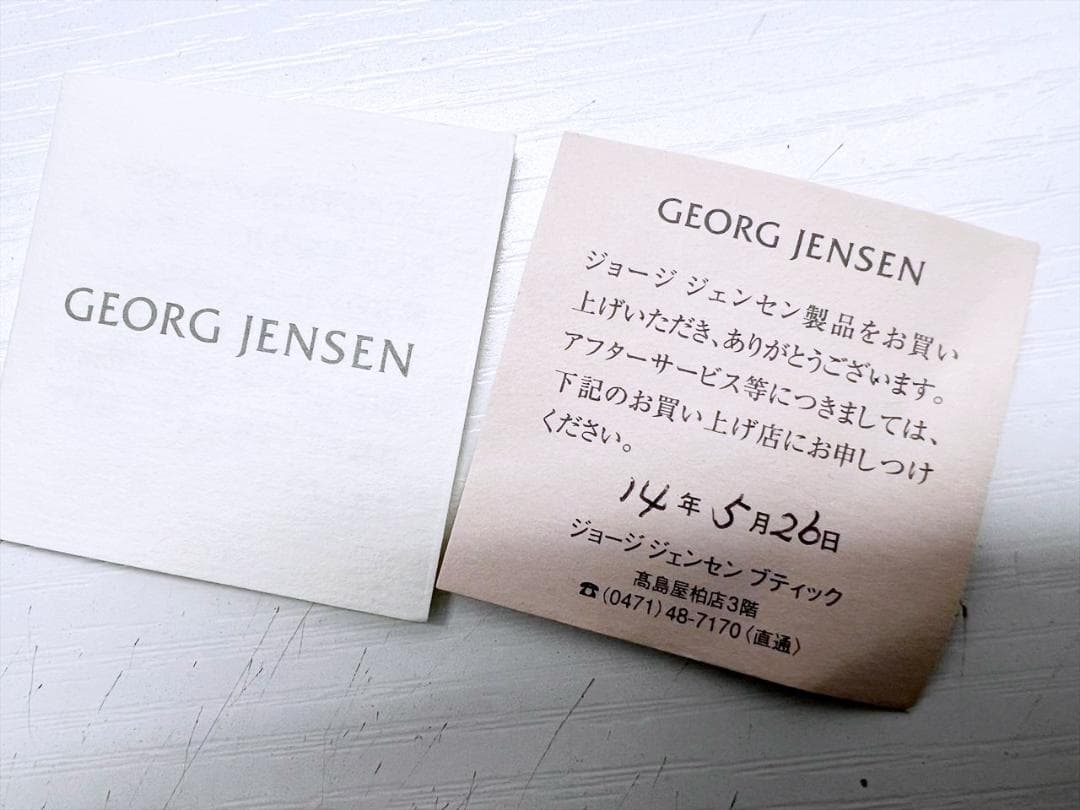 GEORG JENSEN
GEORG JENSEN
ジョージ ジェンセン製品をお買い
上げいただき、ありがとうございます。
アフターサービス等につきましては、
下記のお買い上げ店にお申しつけ
ください。
14年 5月26日
ジョージ ジェンセン ブティック
髙島屋柏店3階
☎(0471)48-7170〈直通〉